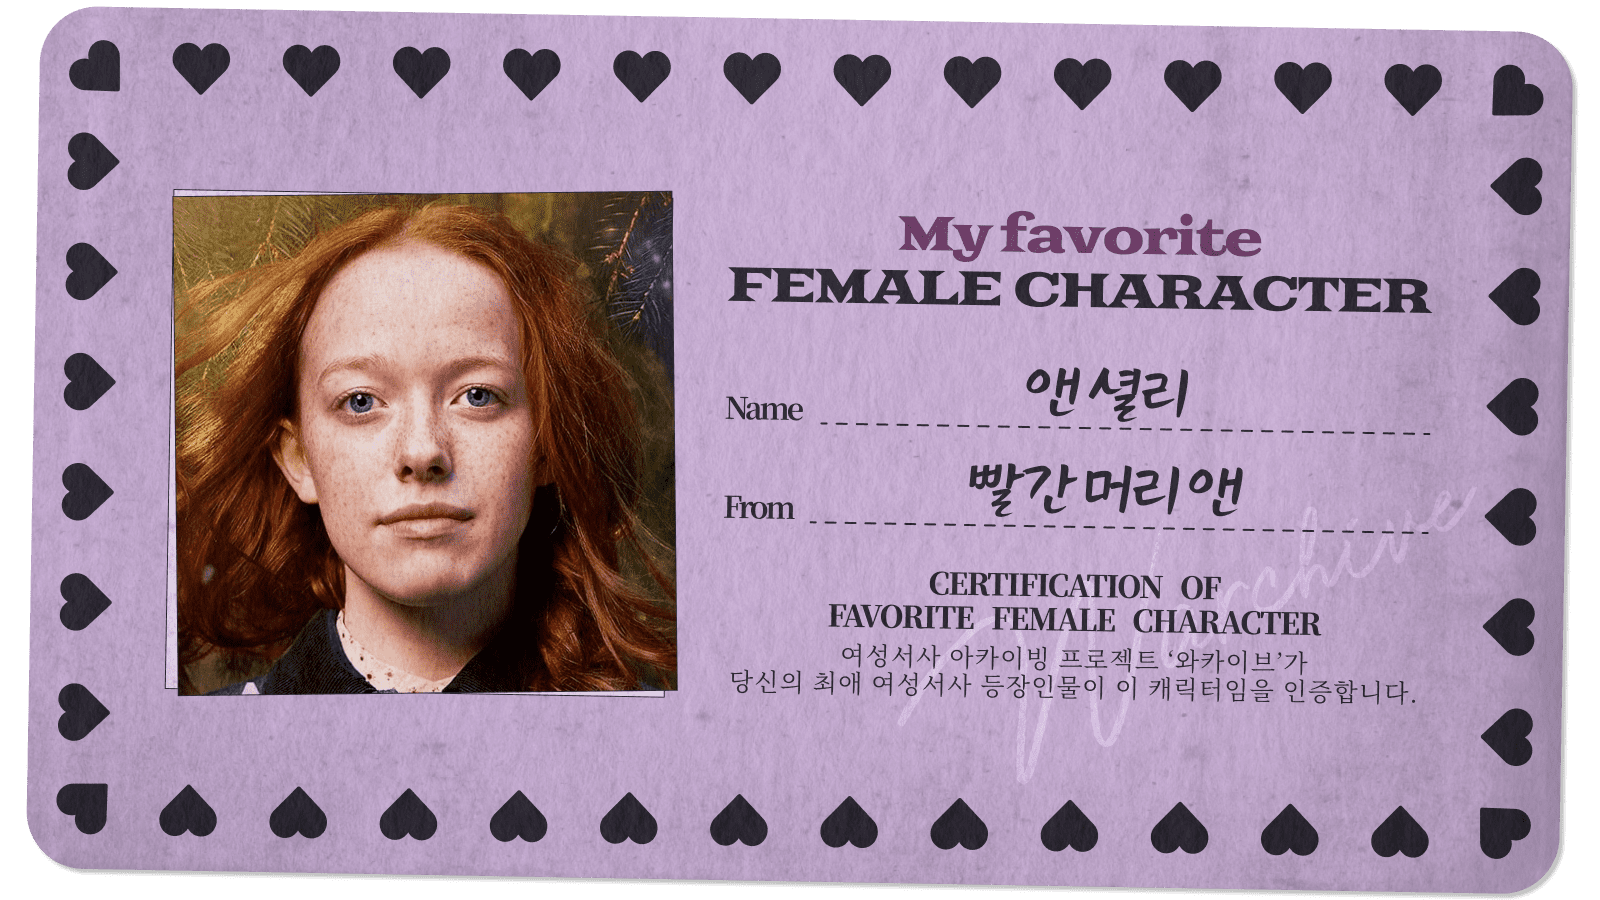 My favorite
FEMALE CHARACTER
Name 앤 셜리
From 빨간 머리 앤
CERTIFICATION OF
FAVORITE FEMALE CHARACTER
여성서사 아카이빙 프로젝트 ‘와카이브’가
당신의 최애 여성서사 등장인물이 이 캐릭터임을 인증합니다.
W Archive